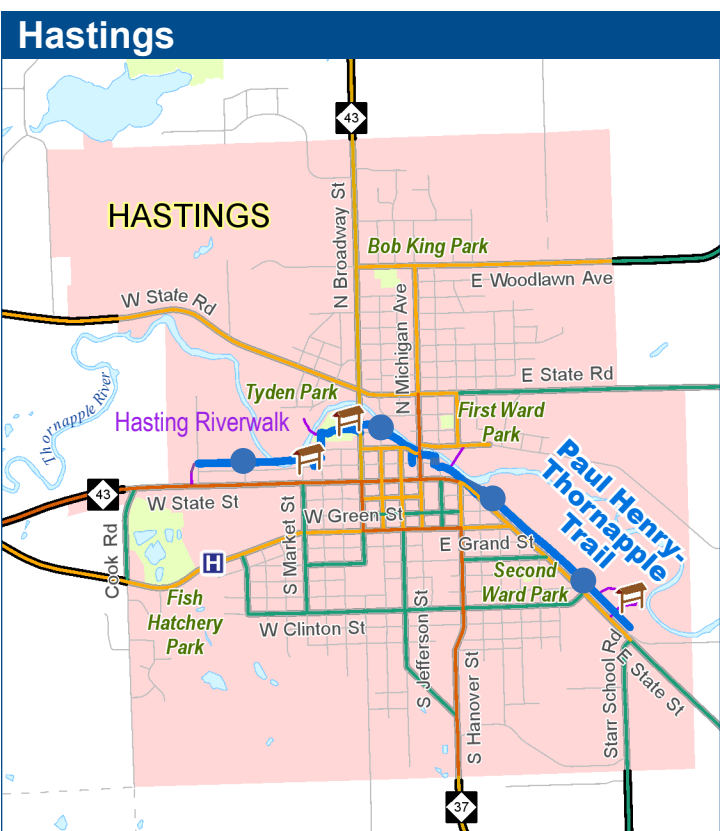 Hastings
43
HASTINGS
N Broadway St
Bob King Park
E Woodlawn Ave
W State Rd
N Michigan Ave
E State Rd
Thornapple River
Tyden Park
Hasting Riverwalk
First Ward
Park
Paul Henry-
Thornapple
Trail
43
W State St
W Green St
S Market St
Cook Rd
H
E Grand St
Second
Ward Park
Fish
Hatchery
Park
W Clinton St
S Jefferson St
S Hanover St
Starr School Rd
E State St
37